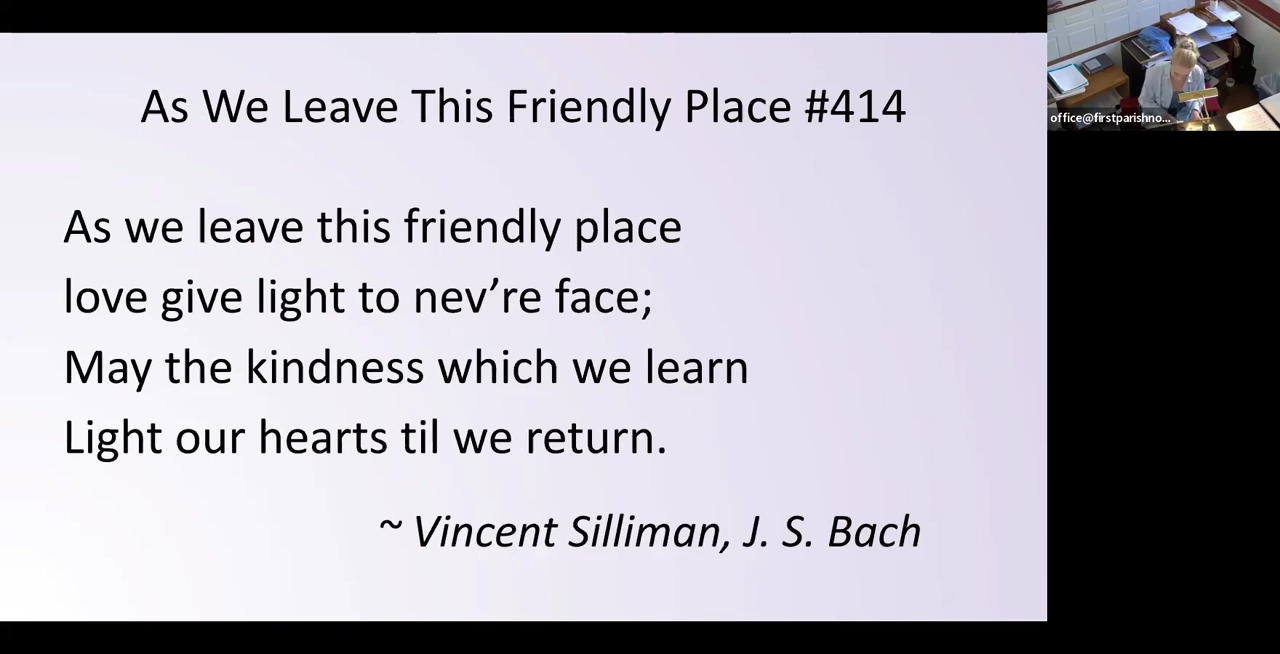 As We Leave This Friendly Place #414
As we leave this friendly place
love give light to nev’re face;
May the kindness which we learn
Light our hearts til we return.
~ Vincent Silliman, J. S. Bach
office@firstparishno...